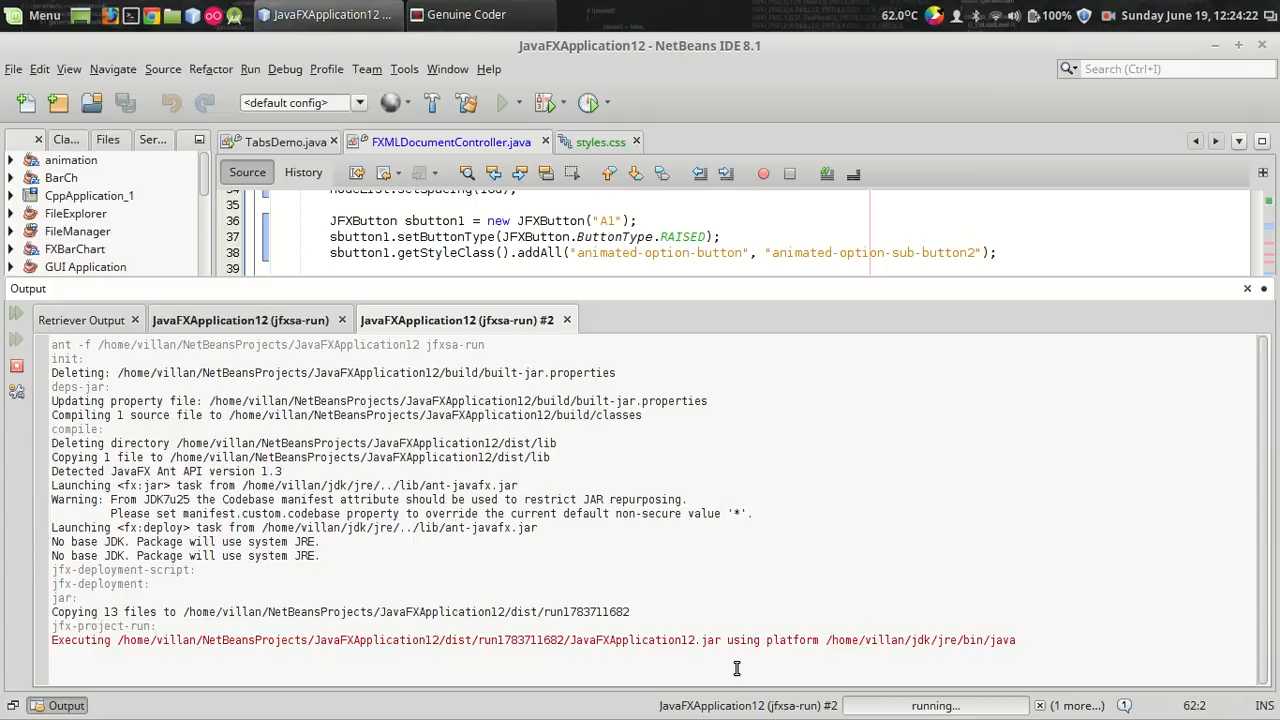 Menu
JavaFXApplication12 ...
Genuine Coder
62.0°C
100%
Sunday June 19, 12:26:22
JavaFXApplication12 - NetBeans IDE 8.1
File Edit View Navigate Source Refactor Run Debug Profile Team Tools Window Help
Search (Ctrl+I)
<default config>
Cla... Files Ser...
TabsDemo.java FXMLDocumentController.java styles.css
Source History
animation
BarCh
CppApplication_1
FileExplorer
FileManager
FXBarChart
GUI Application
35
36 JFXButton sbutton1 = new JFXButton("A1");
37 sbutton1.setButtonType(JFXButton.ButtonType.RAISED);
38 sbutton1.getStyleClass().addAll("animated-option-button", "animated-option-sub-button2");
39
Output
Retriever Output JavaFXApplication12 (jfxsa-run) JavaFXApplication12 (jfxsa-run) #2
ant -f /home/villan/NetBeansProjects/JavaFXApplication12 jfxsa-run
init:
Deleting: /home/villan/NetBeansProjects/JavaFXApplication12/build/built-jar.properties
deps-jar:
Updating property file: /home/villan/NetBeansProjects/JavaFXApplication12/build/built-jar.properties
Compiling 1 source file to /home/villan/NetBeansProjects/JavaFXApplication12/build/classes
compile:
Deleting directory /home/villan/NetBeansProjects/JavaFXApplication12/dist/lib
Copying 1 file to /home/villan/NetBeansProjects/JavaFXApplication12/dist/lib
Detected JavaFX Ant API version 1.3
Launching <fx:jar> task from /home/villan/jdk/jre/../lib/ant-javafx.jar
Warning: From JDK7u25 the Codebase manifest attribute should be used to restrict JAR repurposing.
Please set manifest.custom.codebase property to override the current default non-secure value '*'.
Launching <fx:deploy> task from /home/villan/jdk/jre/../lib/ant-javafx.jar
No base JDK. Package will use system JRE.
No base JDK. Package will use system JRE.
jfx-deployment-script:
jfx-deployment:
jar:
Copying 13 files to /home/villan/NetBeansProjects/JavaFXApplication12/dist/run1783711682
jfx-project-run:
Executing /home/villan/NetBeansProjects/JavaFXApplication12/dist/run1783711682/JavaFXApplication12.jar using platform /home/villan/jdk/jre/bin/java
Output
JavaFXApplication12 (jfxsa-run) #2
running...
(1 more...)
62:2
INS